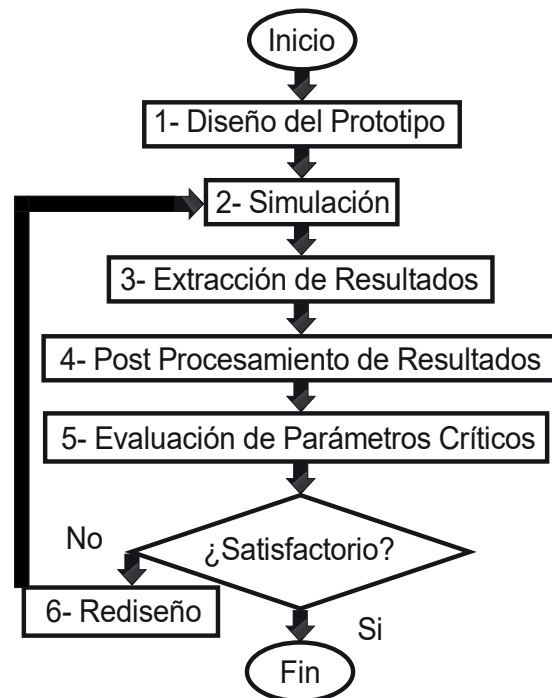 Inicio
1- Diseño del Prototipo
2- Simulación
3- Extracción de Resultados
4- Post Procesamiento de Resultados
5- Evaluación de Parámetros Críticos
No
¿Satisfactorio?
6- Rediseño
Si
Fin